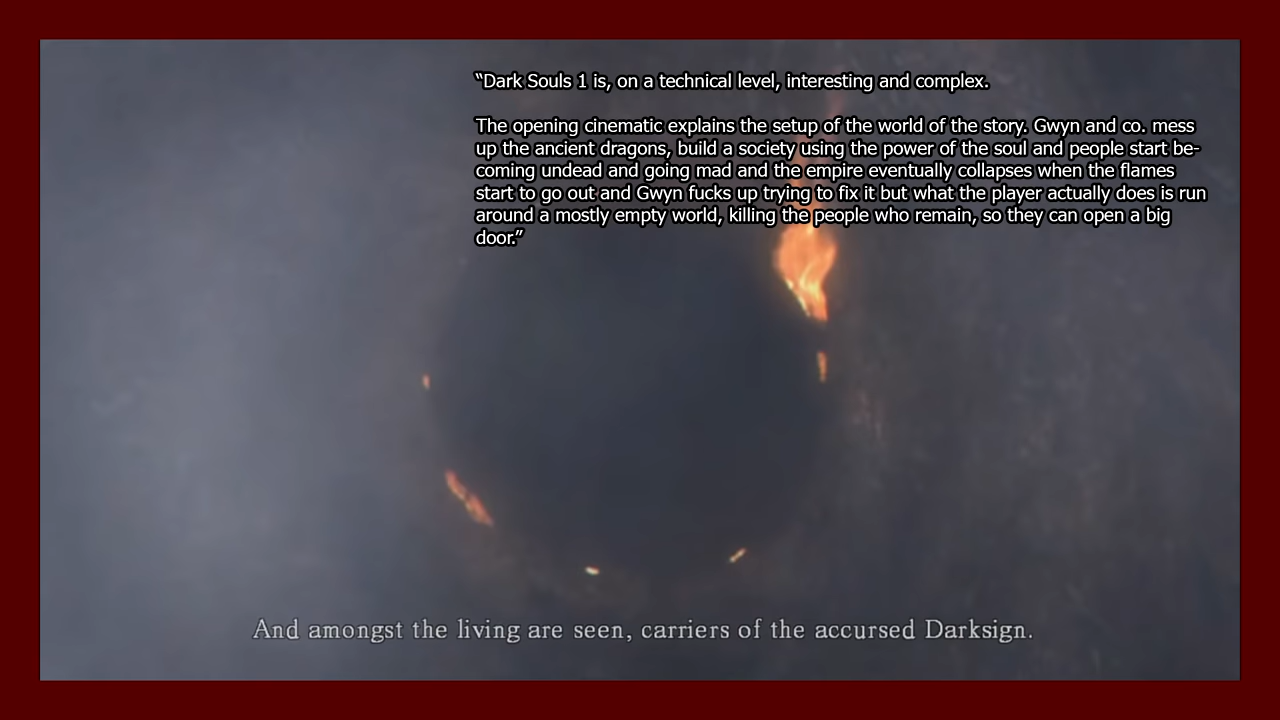 “Dark Souls 1 is, on a technical level, interesting and complex.
The opening cinematic explains the setup of the world of the story. Gwyn and co. mess
up the ancient dragons, build a society using the power of the soul and people start be-
coming undead and going mad and the empire eventually collapses when the flames
start to go out and Gwyn fucks up trying to fix it but what the player actually does is run
around a mostly empty world, killing the people who remain, so they can open a big
door.”
And amongst the living are seen, carriers of the accursed Darksign.